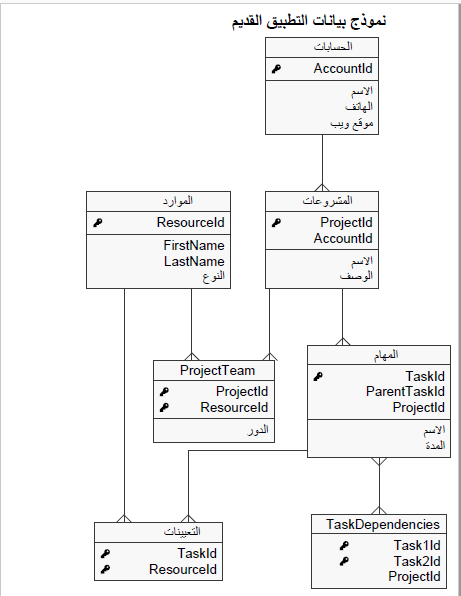 نموذج بيانات التطبيق القديم
الحسابات
AccountId
الاسم
الهاتف
موقع ويب
الموارد
ResourceId
FirstName
LastName
النوع
المشروعات
ProjectId
AccountId
الاسم
الوصف
ProjectTeam
ProjectId
ResourceId
الدور
المهام
TaskId
ParentTaskId
ProjectId
الاسم
المدة
التعيينات
TaskId
ResourceId
TaskDependencies
Task1Id
Task2Id
ProjectId